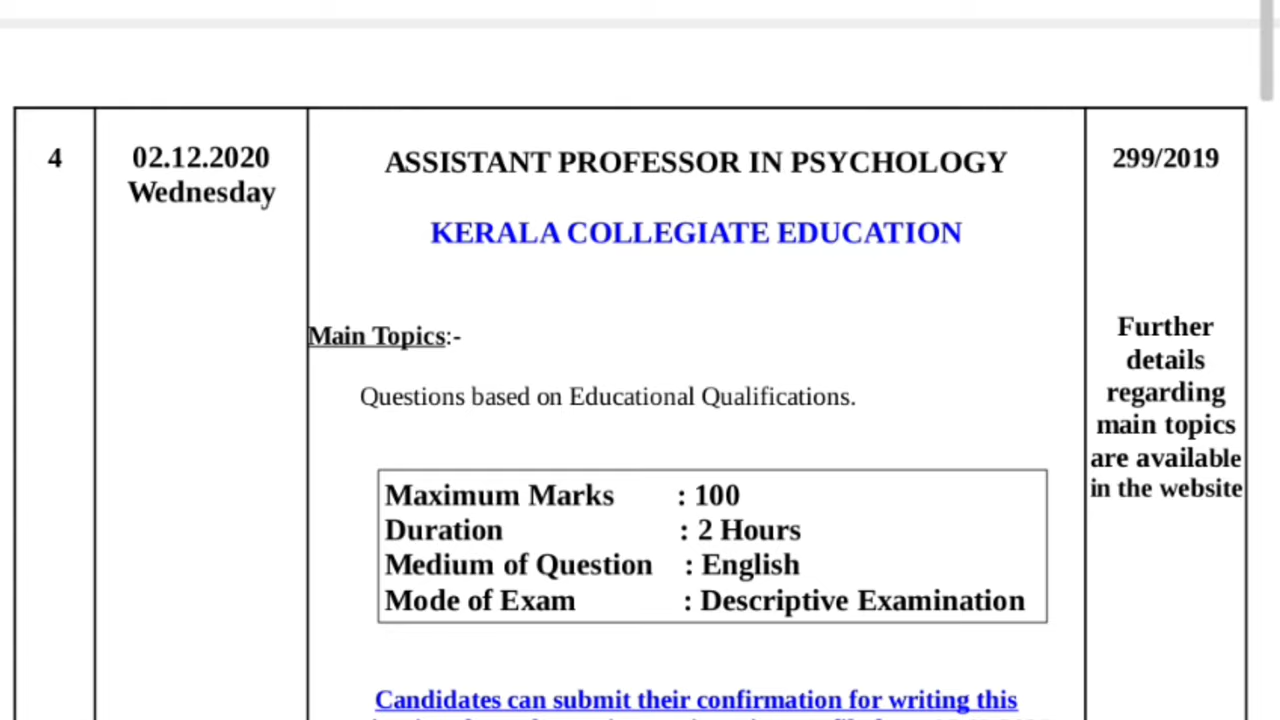 4
02.12.2020
Wednesday
ASSISTANT PROFESSOR IN PSYCHOLOGY
KERALA COLLEGIATE EDUCATION
Main Topics:-
Questions based on Educational Qualifications.
Maximum Marks : 100
Duration : 2 Hours
Medium of Question : English
Mode of Exam : Descriptive Examination
Candidates can submit their confirmation for writing this
299/2019
Further
details
regarding
main topics
are available
in the website